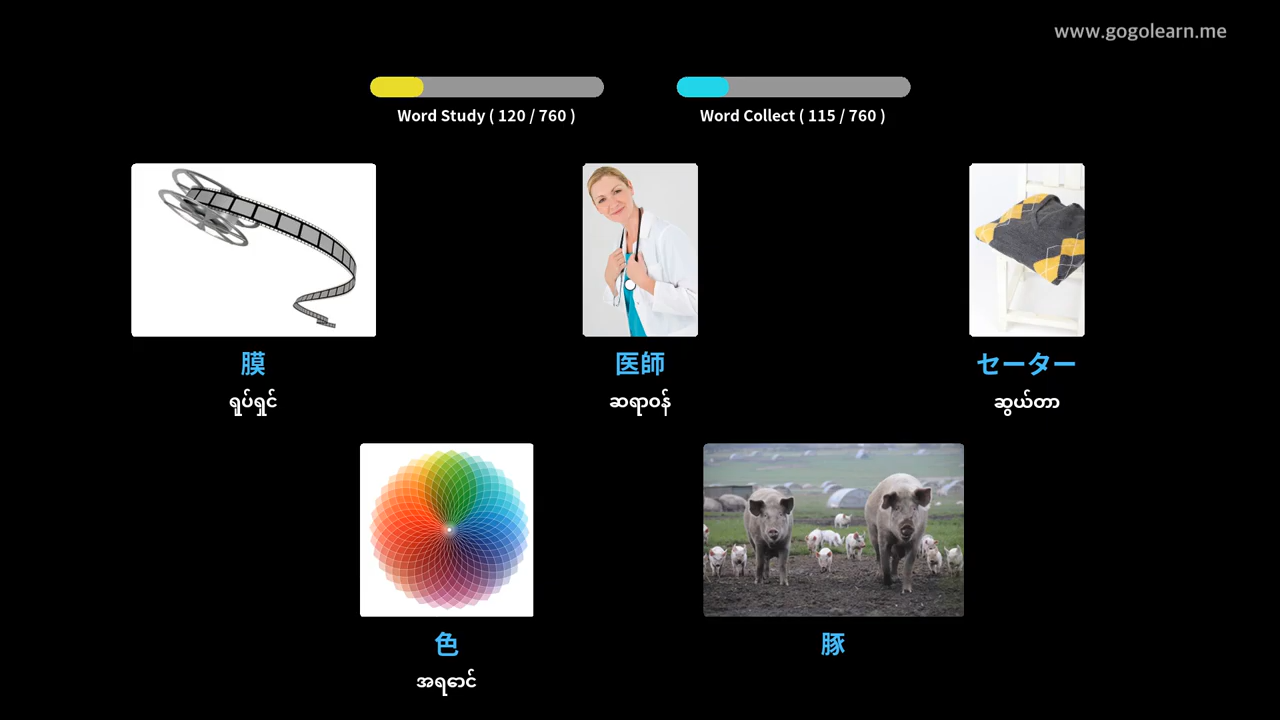 www.gogolearn.me
Word Study ( 120 / 760 )
Word Collect ( 115 / 760 )
膜
医師
セーター
ရုပ်ရှင်
ဆရာဝန်
ဆွယ်တာ
色
豚
အရောင်